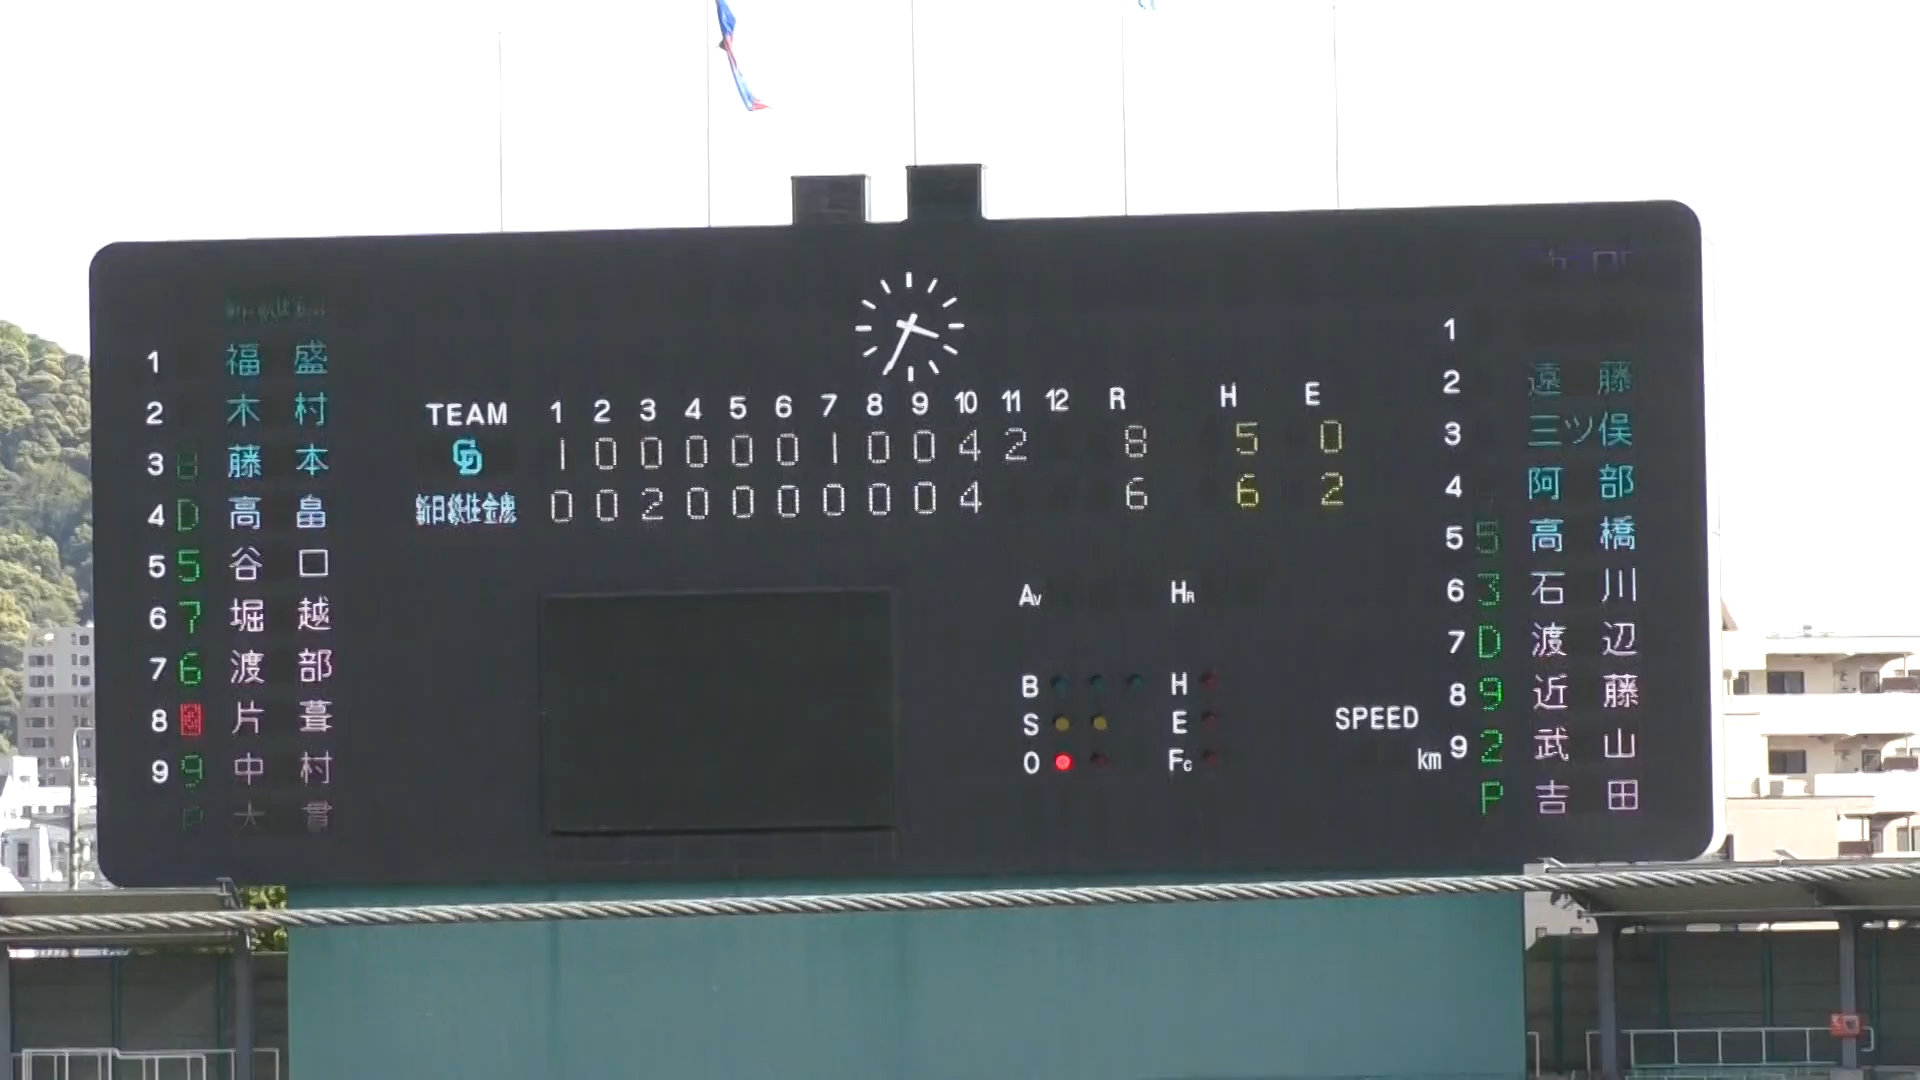 TEAM 1 2 3 4 5 6 7 8 9 10 11 12 R H E
CD 1 0 0 0 0 0 1 0 0 4 2 8 5 0
新日鉄住金鹿 0 0 2 0 0 0 0 0 0 4 6 6 2
1 福盛
2 木村
3 藤本
4 D 高畠
5 5 谷口
6 7 堀越
7 6 渡部
8 片葺
9 9 中村
P 大貫
AV HR
B H
S E
O FC
SPEED
km
1
2 遠藤
3 三ツ俣
4 阿部
5 5 高橋
6 3 石川
7 D 渡辺
8 9 近藤
9 2 武山
P 吉田